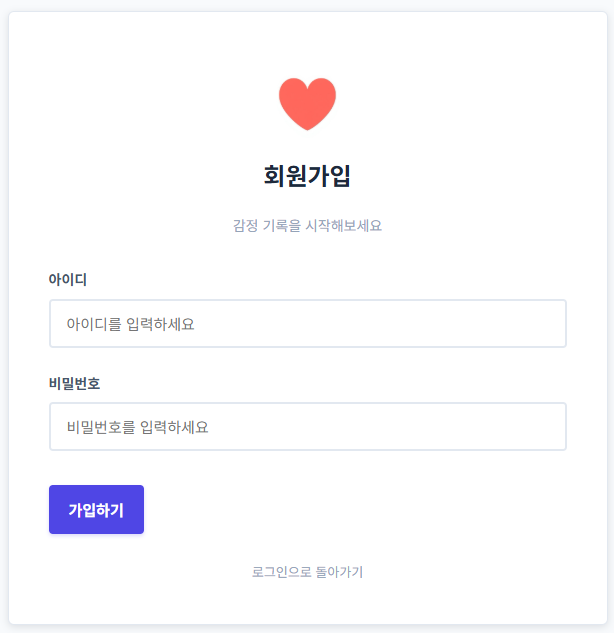 회원가입
감정 기록을 시작해보세요
아이디
아이디를 입력하세요
비밀번호
비밀번호를 입력하세요
가입하기
로그인으로 돌아가기